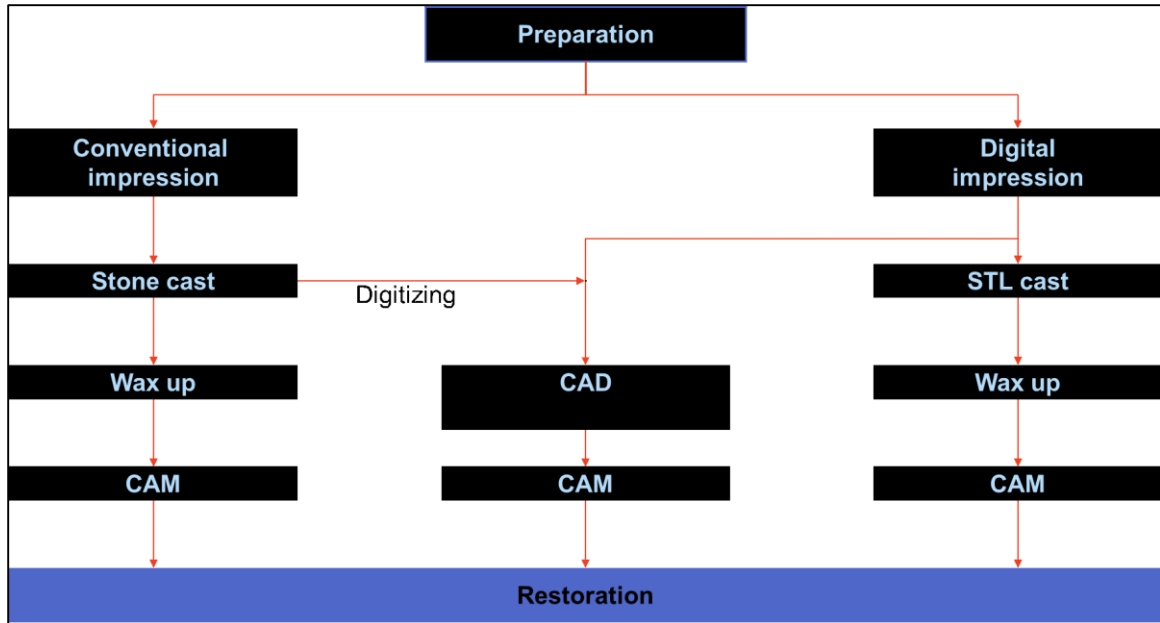 Preparation
Conventional
impression
Digital
impression
Stone cast
Digitizing
STL cast
Wax up
CAD
Wax up
CAM
CAM
CAM
Restoration